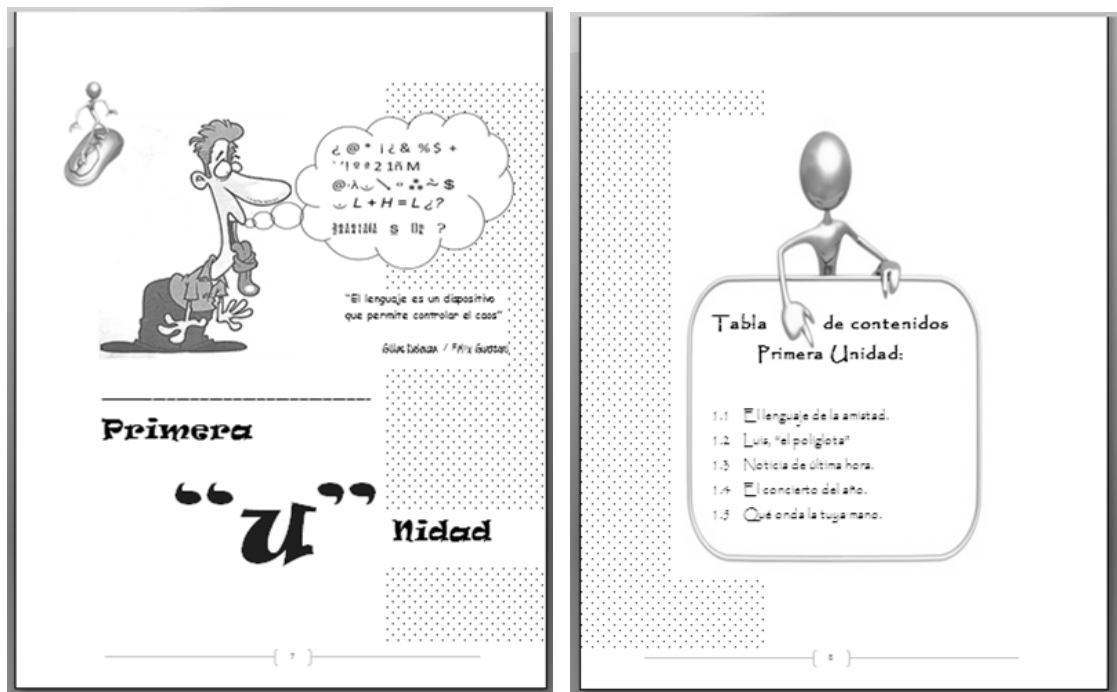 ¿ @ * ¡ ¿ & % $ +
L + H = L ¿?
"El lenguaje es un dispositivo
que permite controlar el caos"
/
Primera
“u”
Nidad
7
Tabla de contenidos
Primera Unidad:
1.1 El lenguaje de la amistad.
1.2 Luis, "el poliglota"
1.3 Noticia de última hora.
1.4 El concierto del año.
1.5 Qué onda la tuya mano.
8